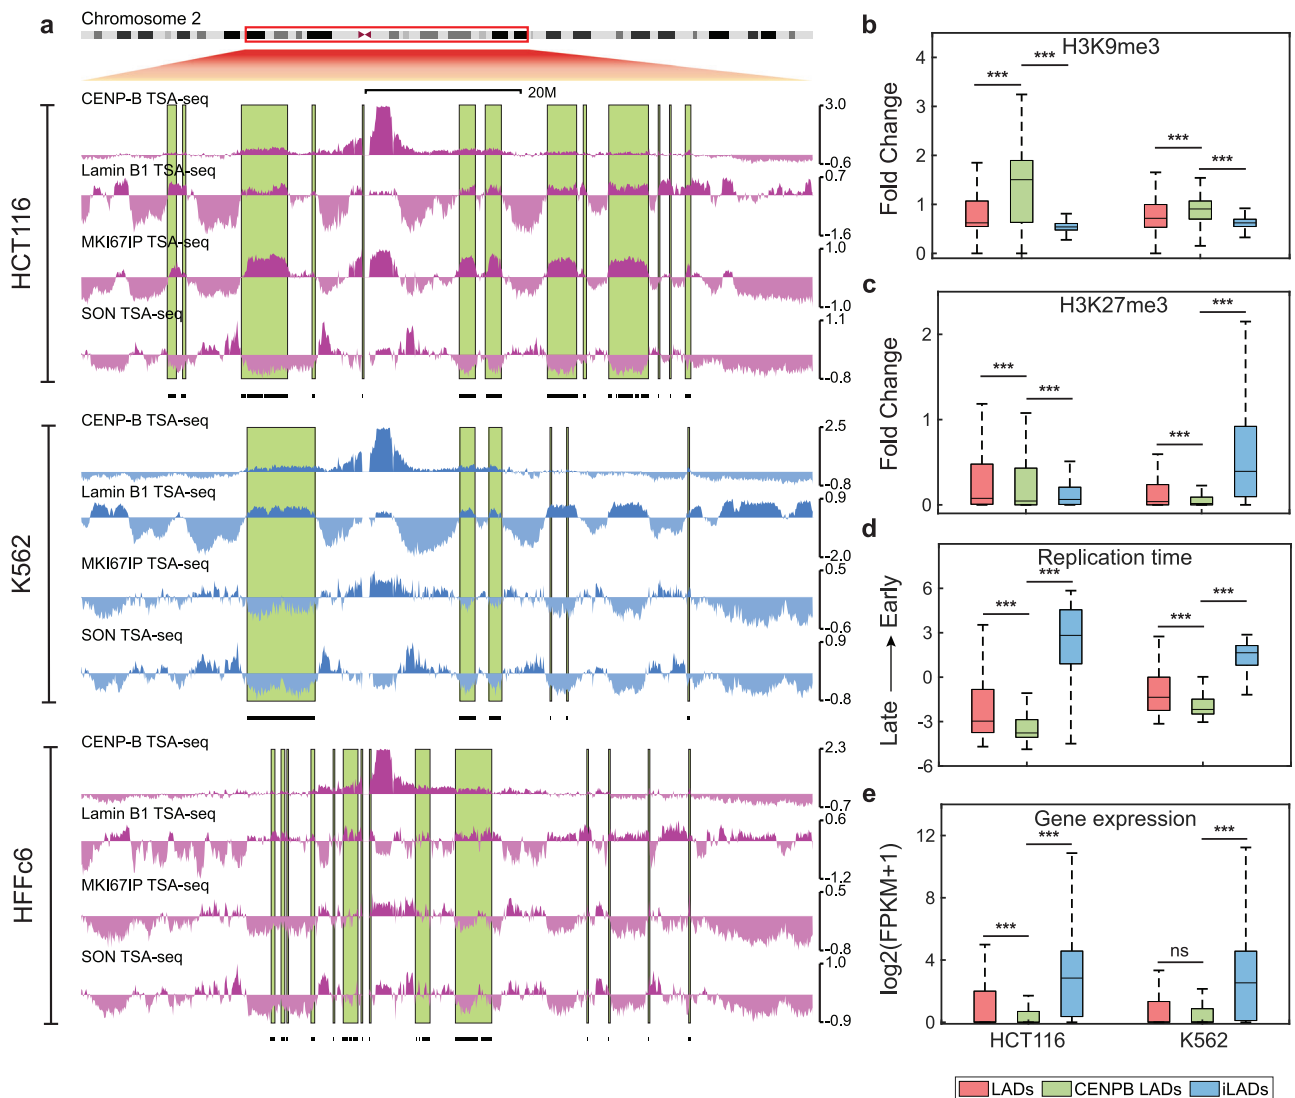 a
Chromosome 2
20M
HCT116
CENP-B TSA-seq
3.0
-0.6
Lamin B1 TSA-seq
0.7
-1.6
MKI67IP TSA-seq
1.0
-1.0
SON TSA-seq
1.1
-0.8
K562
CENP-B TSA-seq
2.5
-0.8
Lamin B1 TSA-seq
0.9
-2.0
MKI67IP TSA-seq
0.5
-0.6
SON TSA-seq
0.9
-0.8
HFFc6
CENP-B TSA-seq
2.3
-0.7
Lamin B1 TSA-seq
0.6
-1.2
MKI67IP TSA-seq
0.5
-0.8
SON TSA-seq
1.0
-0.9
b
H3K9me3
Fold Change
4
3
2
1
0
*** *** *** ***
c
H3K27me3
Fold Change
2
1
0
*** *** *** ***
d
Replication time
Late → Early
6
3
0
-3
-6
*** *** *** ***
e
Gene expression
log2(FPKM+1)
12
8
4
0
*** *** ns ***
HCT116 K562
LADs CENPB LADs iLADs